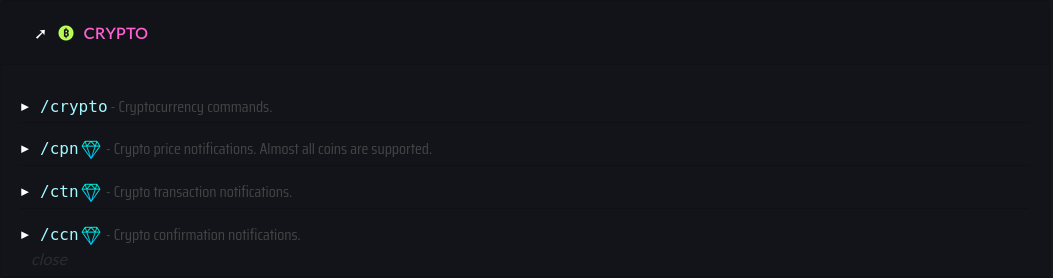 CRYPTO
/crypto - Cryptocurrency commands.
/cpn - Crypto price notifications. Almost all coins are supported.
/ctn - Crypto transaction notifications.
/ccn - Crypto confirmation notifications.
close